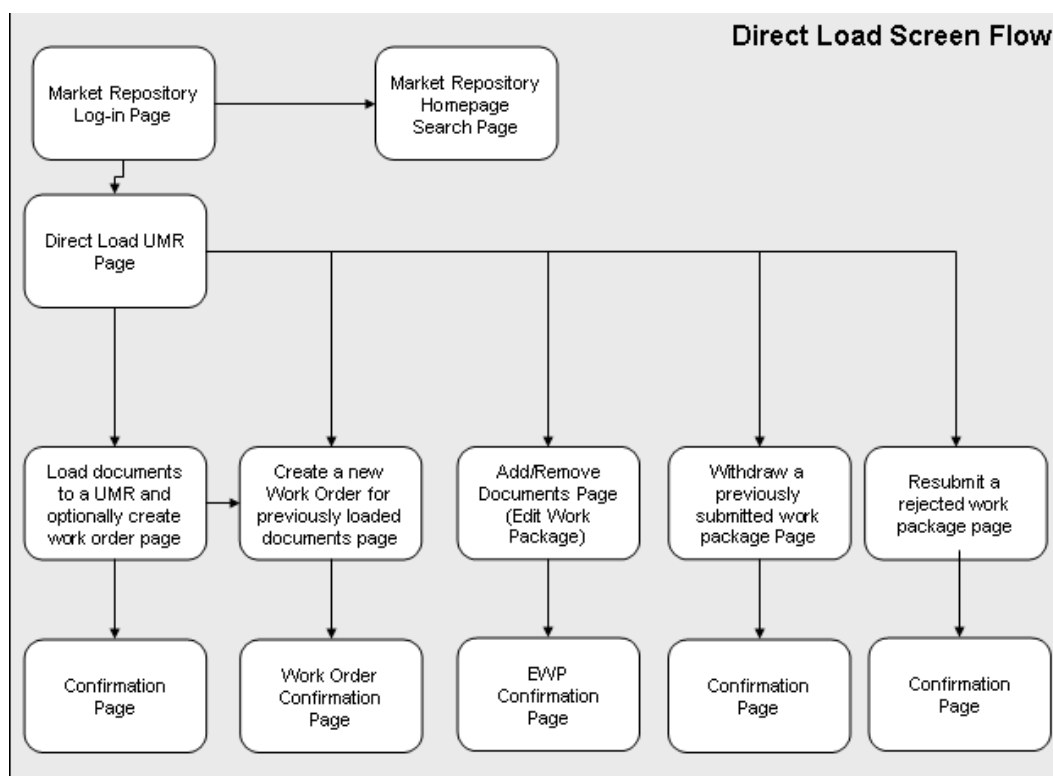 Direct Load Screen Flow
Market Repository
Log-in Page
Market Repository
Homepage
Search Page
Direct Load UMR
Page
Load documents
to a UMR and
optionally create
work order page
Create a new
Work Order for
previously loaded
documents page
Add/Remove
Documents Page
(Edit Work
Package)
Withdraw a
previously
submitted work
package Page
Resubmit a
rejected work
package page
Confirmation
Page
Work Order
Confirmation
Page
EWP
Confirmation
Page
Confirmation
Page
Confirmation
Page